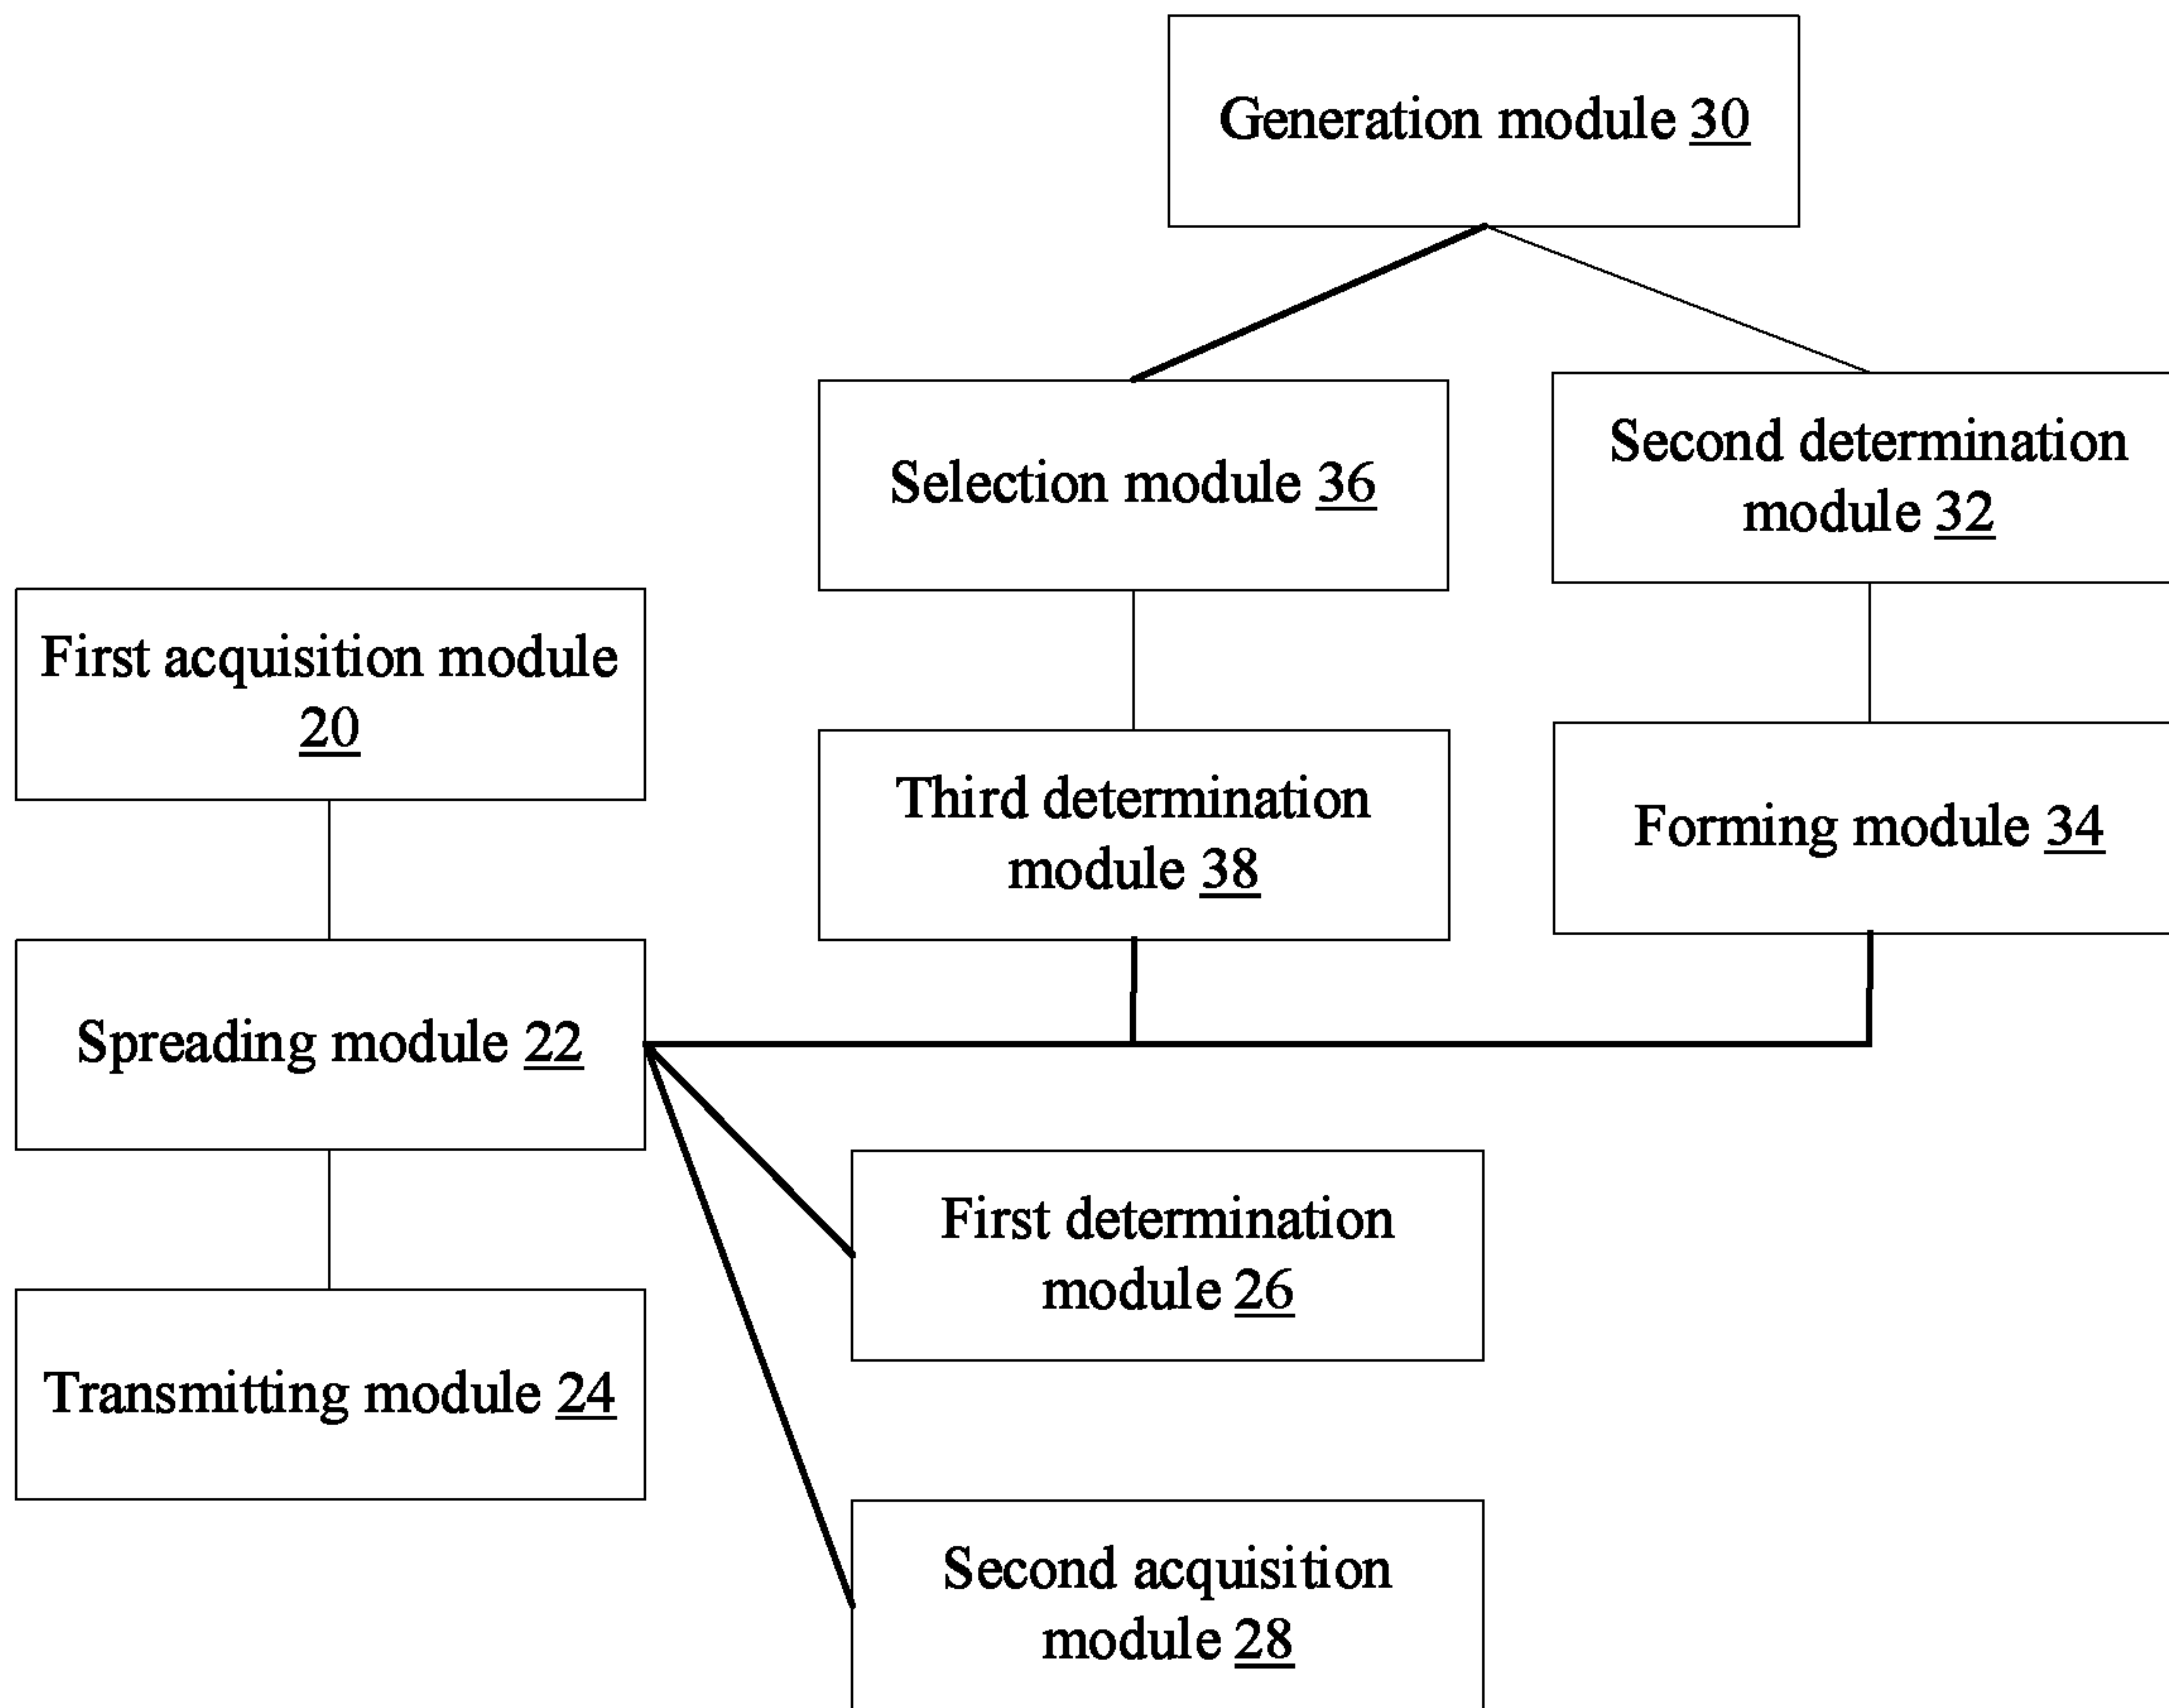 Generation module 30
Selection module 36
Second determination
module 32
First acquisition module
20
Third determination
module 38
Forming module 34
Spreading module 22
First determination
module 26
Transmitting module 24
Second acquisition
module 28